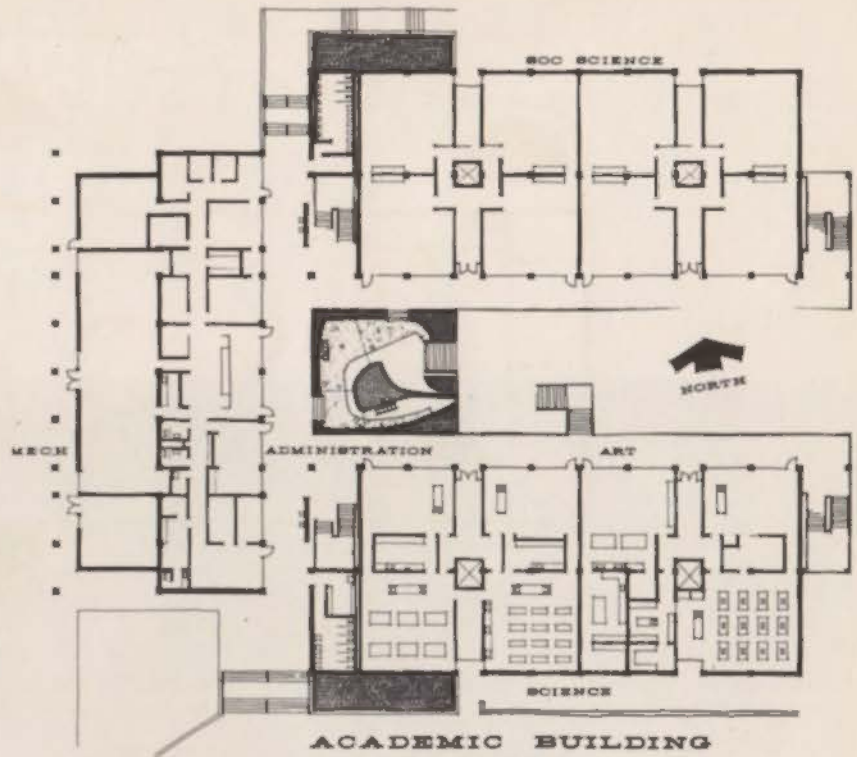 SOC SCIENCE
NORTH
MECH
ADMINISTRATION
ART
SCIENCE
ACADEMIC BUILDING